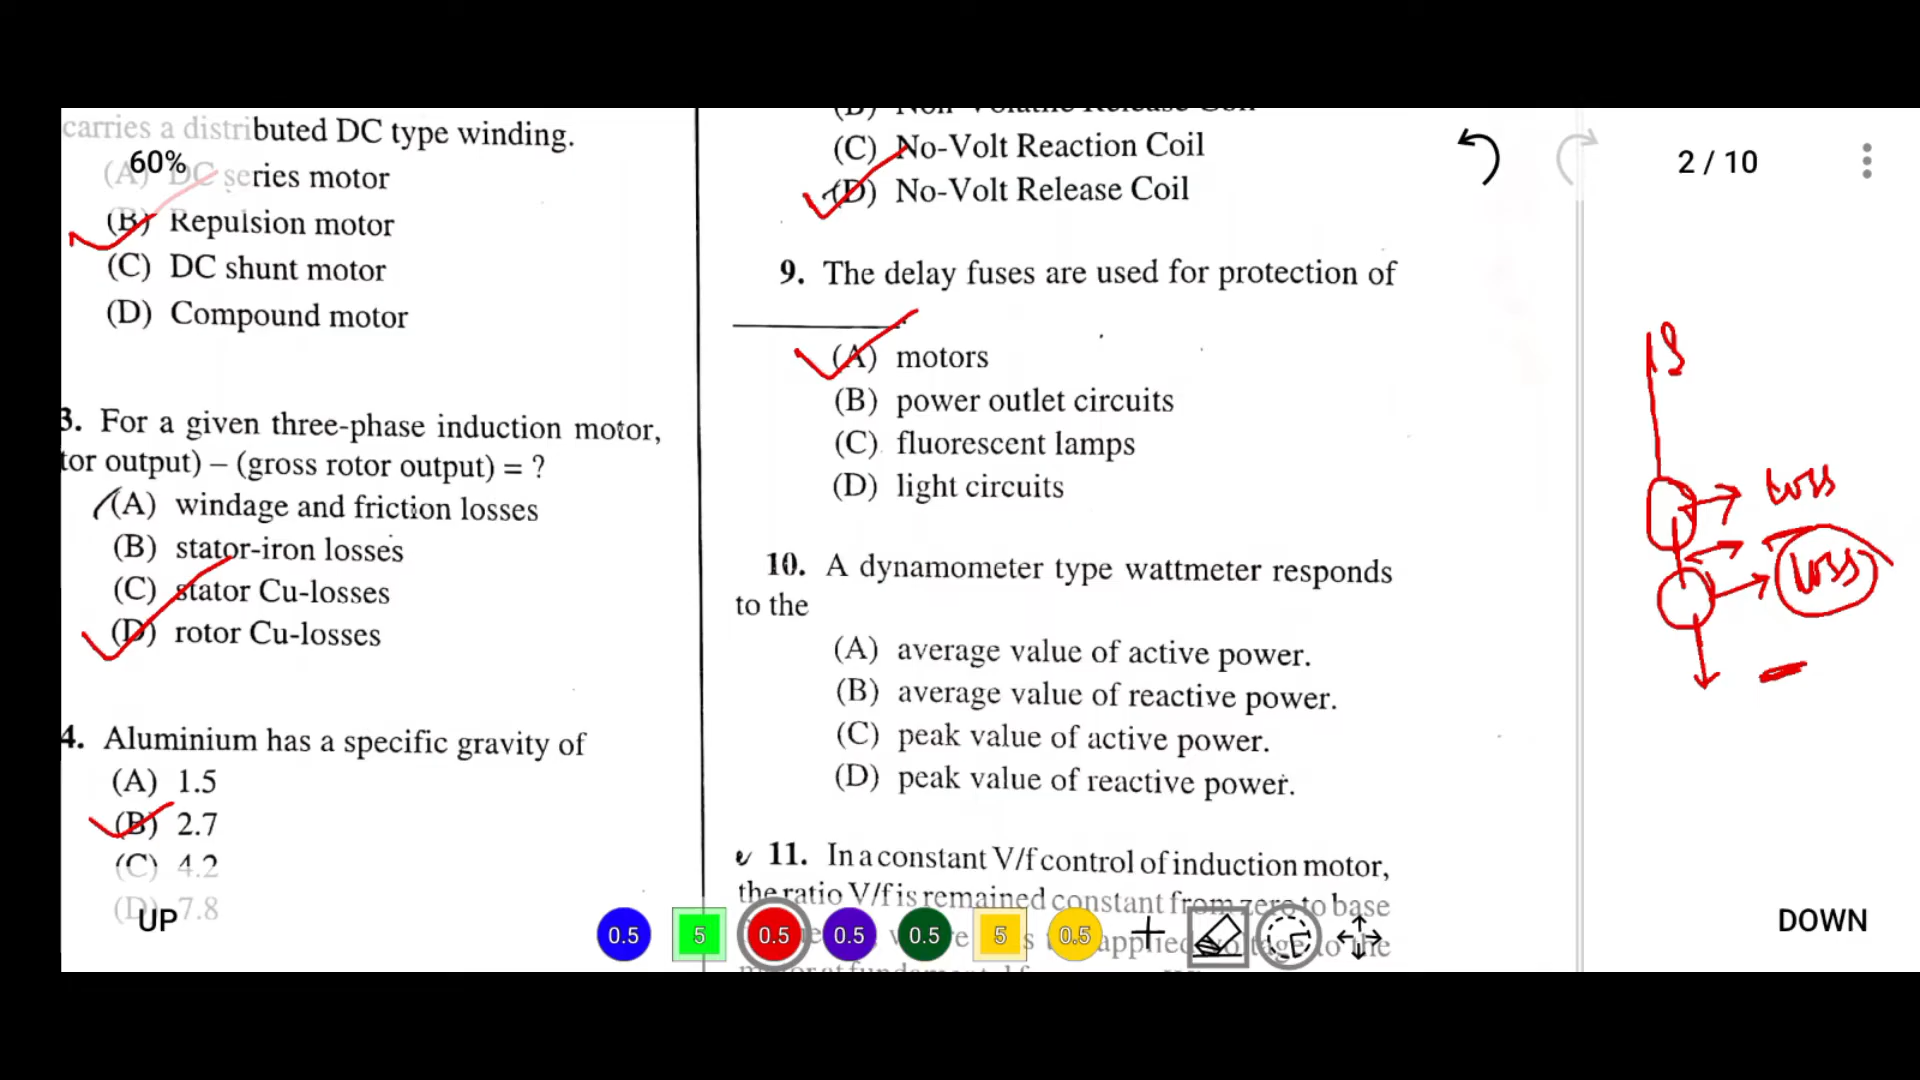 carries a distributed DC type winding.
60%
(A) DC series motor
(B) Repulsion motor
(C) DC shunt motor
(D) Compound motor
3. For a given three-phase induction motor,
tor output) – (gross rotor output) = ?
(A) windage and friction losses
(B) stator-iron losses
(C) stator Cu-losses
(D) rotor Cu-losses
4. Aluminium has a specific gravity of
(A) 1.5
(B) 2.7
(C) 4.2
(D) 7.8
UP
(C) No-Volt Reaction Coil
(D) No-Volt Release Coil
9. The delay fuses are used for protection of
(A) motors
(B) power outlet circuits
(C) fluorescent lamps
(D) light circuits
10. A dynamometer type wattmeter responds
to the
(A) average value of active power.
(B) average value of reactive power.
(C) peak value of active power.
(D) peak value of reactive power.
11. In a constant V/f control of induction motor,
the ratio V/f is remained constant from zero to base
applied voltage to the
0.5 5 0.5 0.5 0.5 5 0.5
2 / 10
loss
loss
DOWN